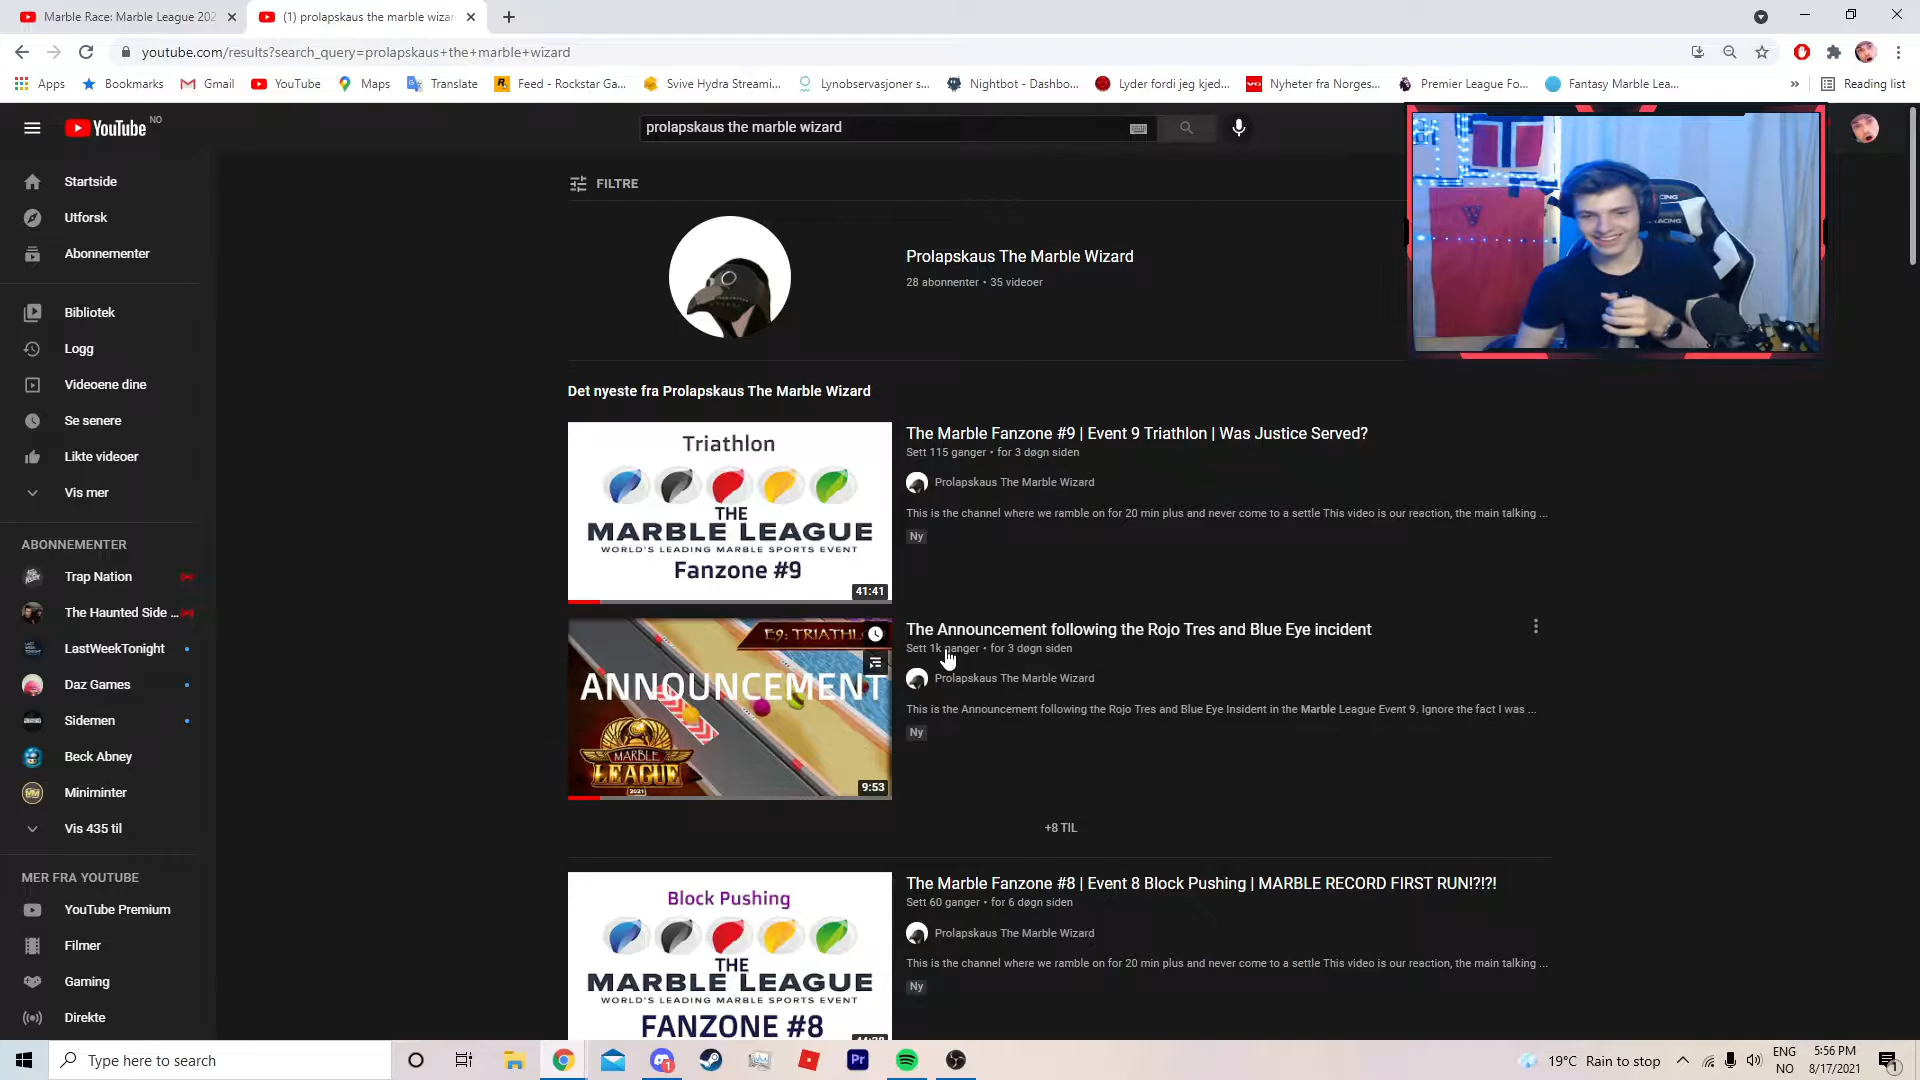 Marble Race: Marble League 202
(1) prolapskaus the marble wizar
youtube.com/results?search_query=prolapskaus+the+marble+wizard
Apps
Bookmarks
Gmail
YouTube
Maps
Translate
Feed - Rockstar Ga...
Svive Hydra Streami...
Lynobservasjoner s...
Nightbot - Dashbo...
Lyder fordi jeg kjed...
Nyheter fra Norges...
Premier League Fo...
Fantasy Marble Lea...
»
Reading list
YouTube NO
prolapskaus the marble wizard
Startside
Utforsk
Abonnementer
Bibliotek
Logg
Videoene dine
Se senere
Likte videoer
Vis mer
ABONNEMENTER
Trap Nation
The Haunted Side ...
LastWeekTonight
Daz Games
Sidemen
Beck Abney
Miniminter
Vis 435 til
MER FRA YOUTUBE
YouTube Premium
Filmer
Gaming
Direkte
FILTRE
Prolapskaus The Marble Wizard
28 abonnenter • 35 videoer
Det nyeste fra Prolapskaus The Marble Wizard
Triathlon
THE
MARBLE LEAGUE
WORLD'S LEADING MARBLE SPORTS EVENT
Fanzone #9
41:41
The Marble Fanzone #9 | Event 9 Triathlon | Was Justice Served?
Sett 115 ganger • for 3 døgn siden
Prolapskaus The Marble Wizard
This is the channel where we ramble on for 20 min plus and never come to a settle This video is our reaction, the main talking ...
Ny
E9: TRIATHL
ANNOUNCEMENT
MARBLE
LEAGUE
2021
9:53
The Announcement following the Rojo Tres and Blue Eye incident
Sett 1k ganger • for 3 døgn siden
Prolapskaus The Marble Wizard
This is the Announcement following the Rojo Tres and Blue Eye Incident in the Marble League Event 9. Ignore the fact I was ...
Ny
+8 TIL
Block Pushing
THE
MARBLE LEAGUE
WORLD'S LEADING MARBLE SPORTS EVENT
FANZONE #8
The Marble Fanzone #8 | Event 8 Block Pushing | MARBLE RECORD FIRST RUN!?!?!
Sett 60 ganger • for 6 døgn siden
Prolapskaus The Marble Wizard
This is the channel where we ramble on for 20 min plus and never come to a settle This video is our reaction, the main talking ...
Ny
Type here to search
1
Pr
19°C Rain to stop
ENG
NO
5:56 PM
8/17/2021
1